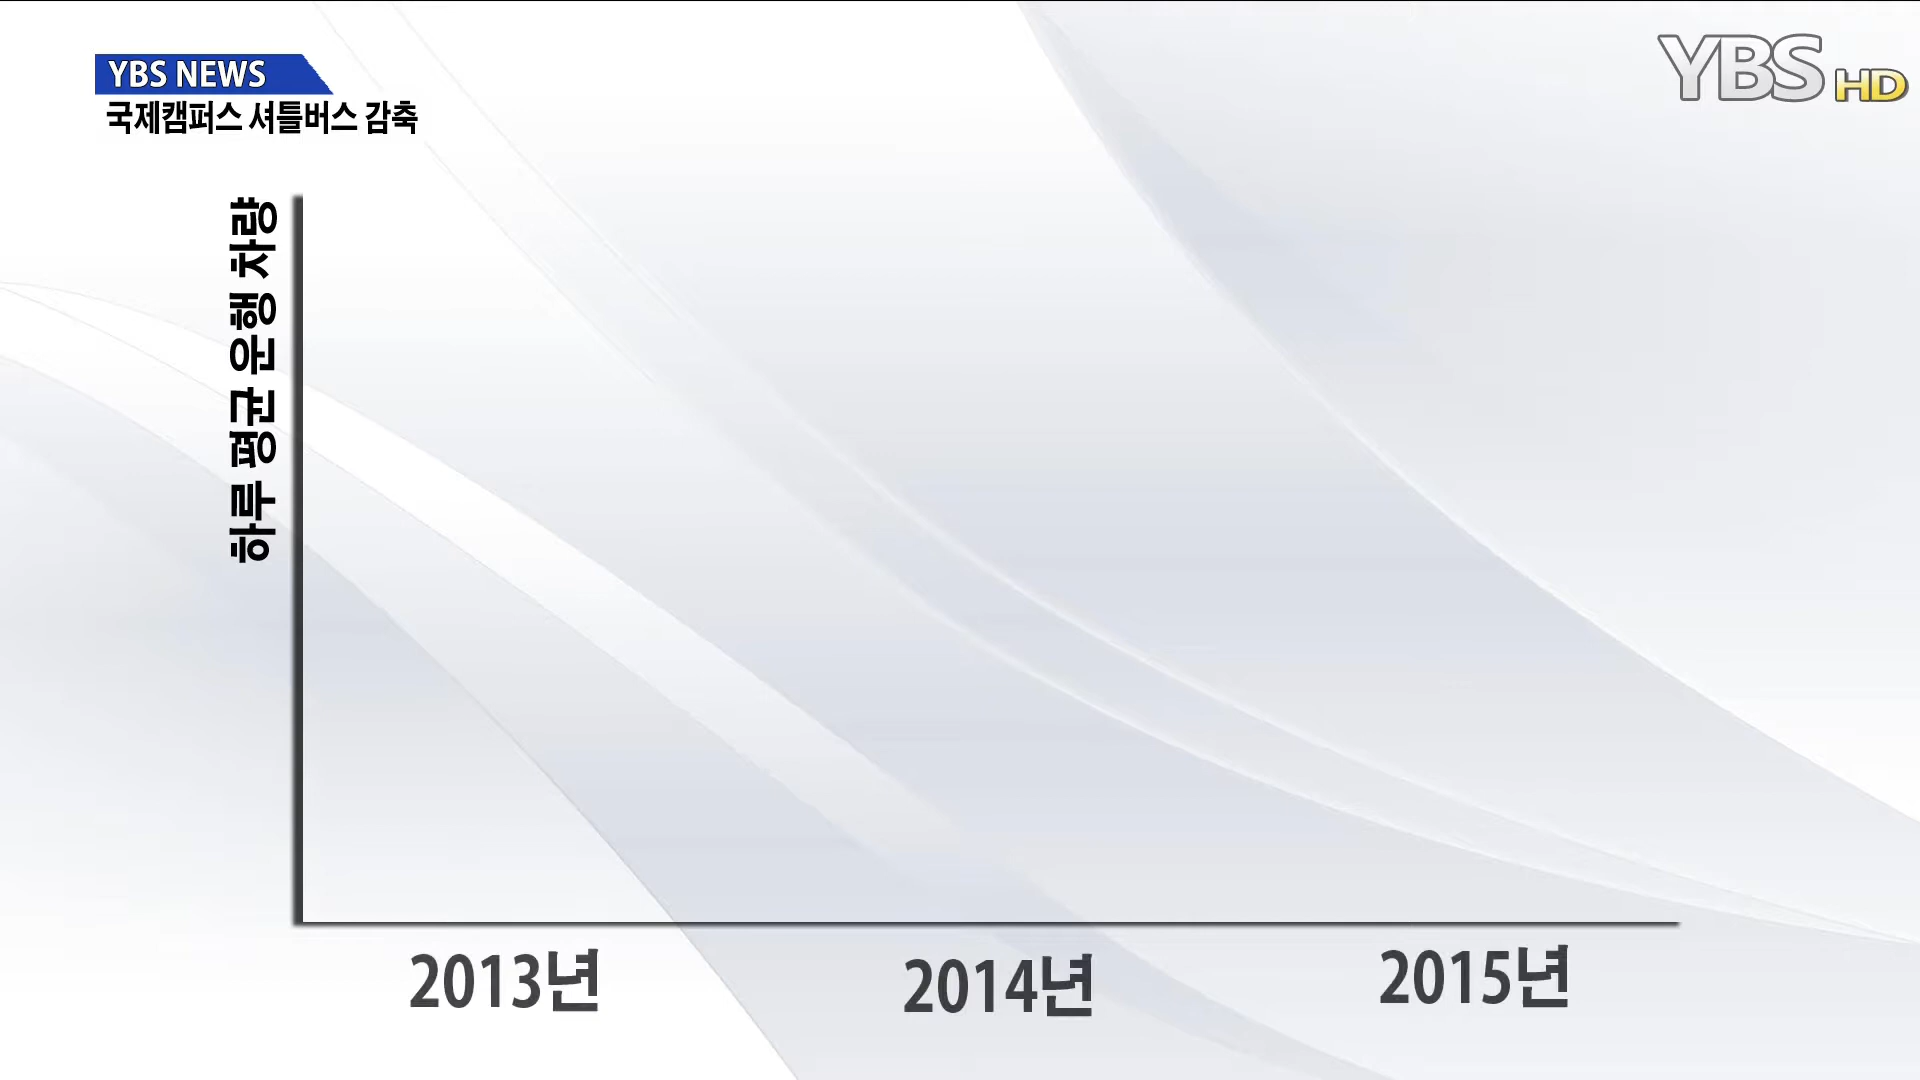 YBS NEWS
국제캠퍼스 셔틀버스 감축
YBS HD
하루 평균 운행 차량
2013년
2014년
2015년